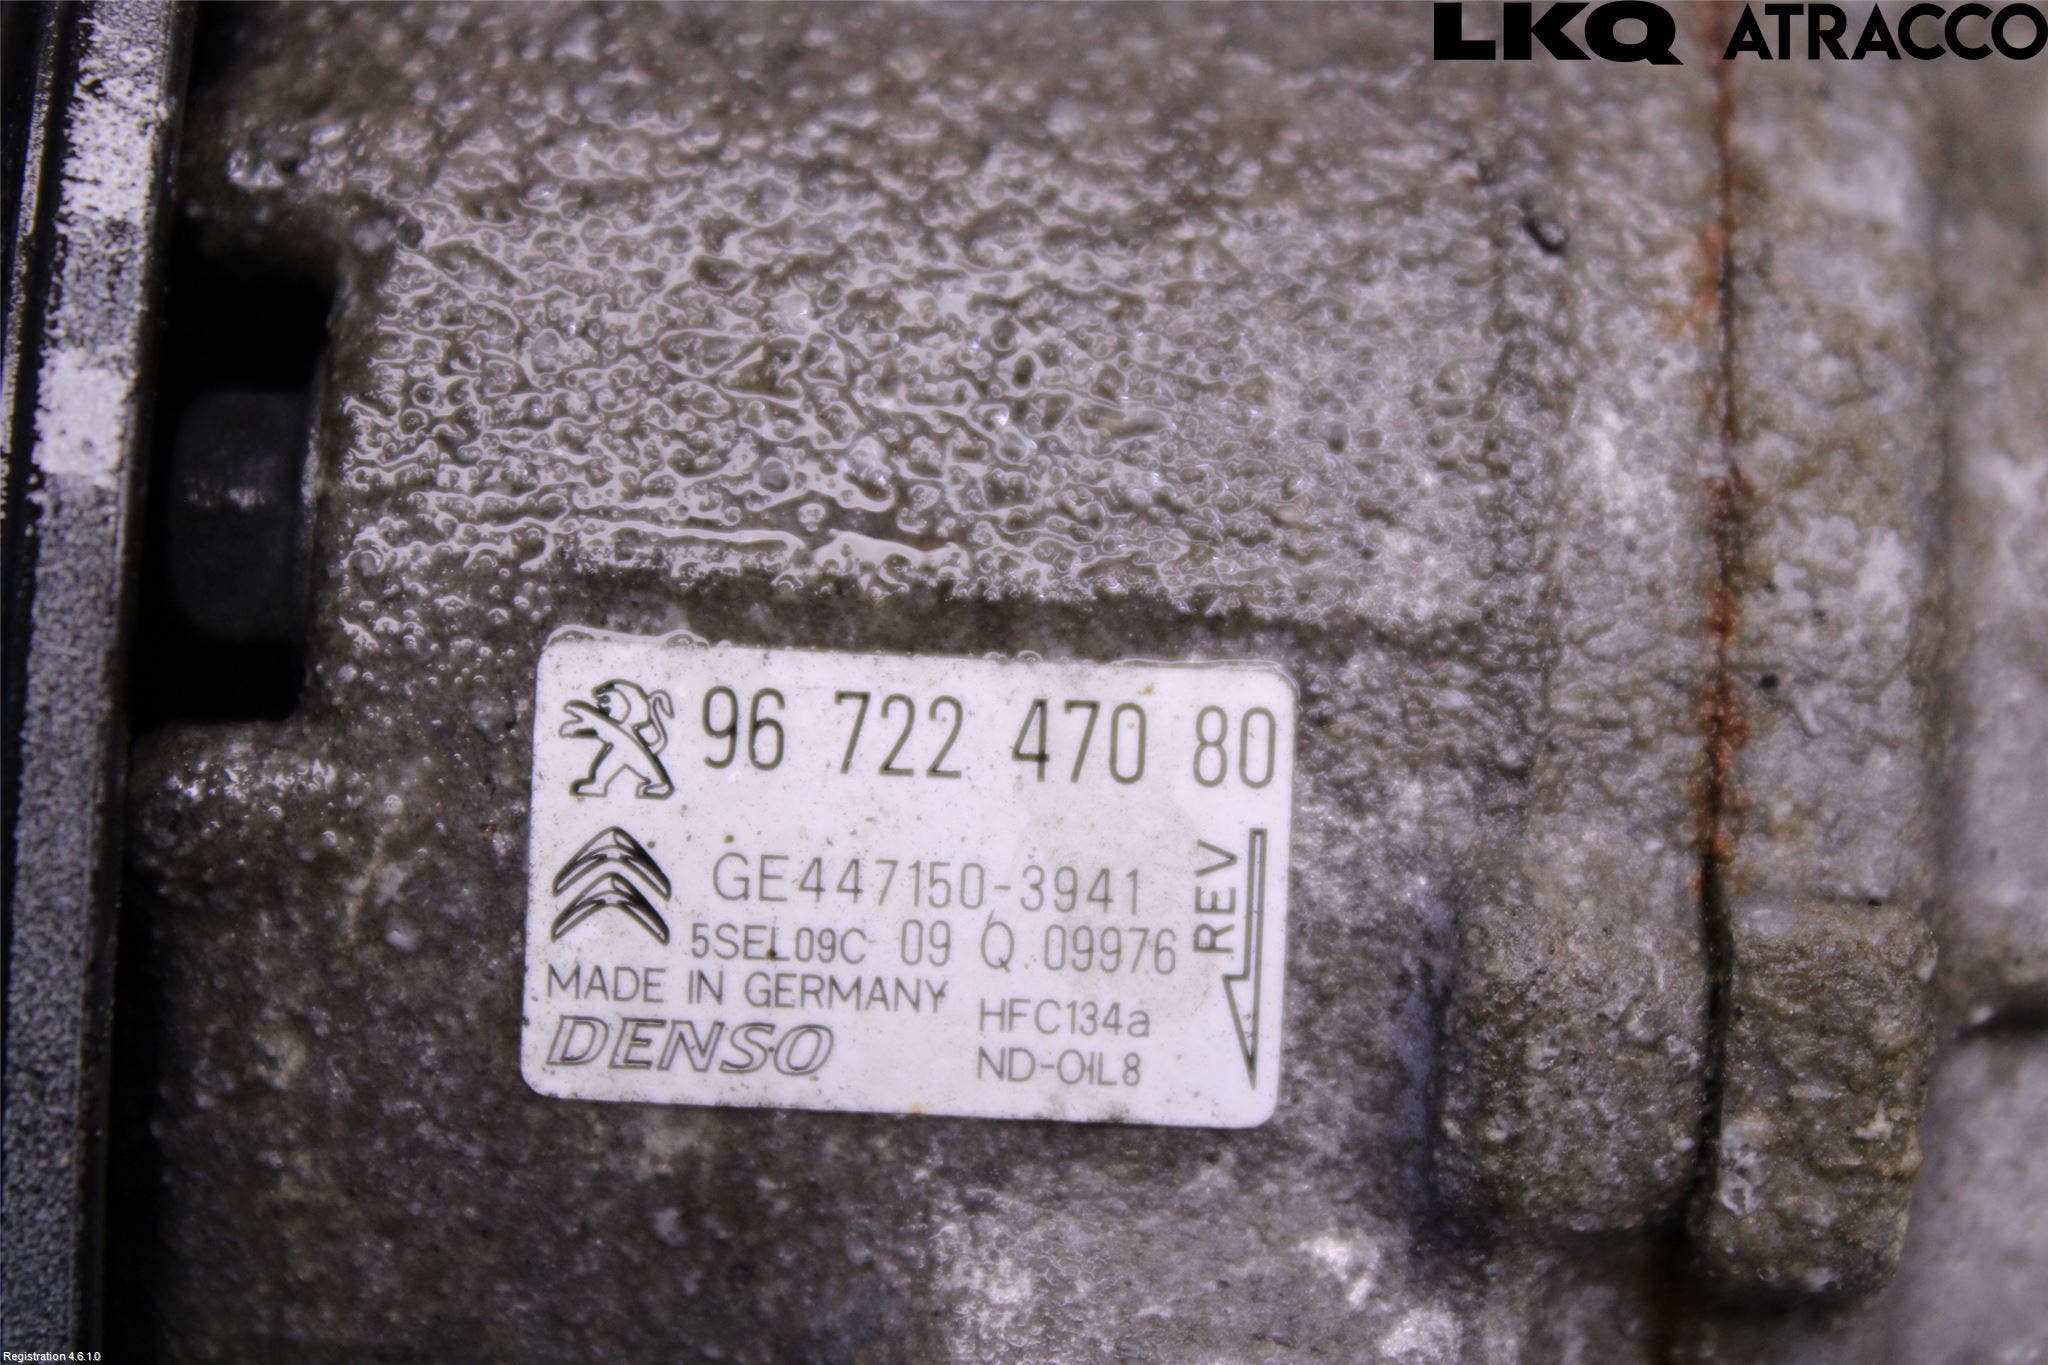 LKQ ATRACCO
96 722 470 80
GE447150-3941
5SEL09C 09 Q 09976
REV
MADE IN GERMANY
HFC134a
DENSO
ND-OIL8
Registration 4.6.1.0